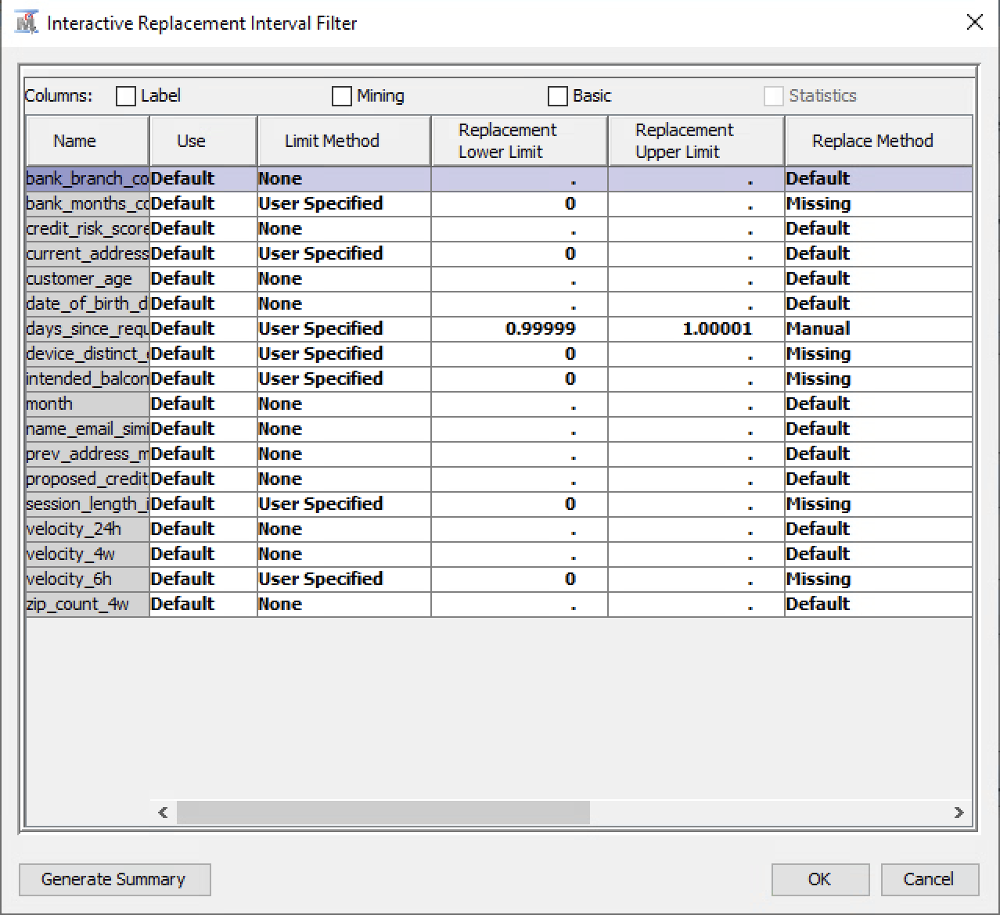 Interactive Replacement Interval Filter
Columns: Label Mining Basic Statistics
Name Use Limit Method Replacement Lower Limit Replacement Upper Limit Replace Method
bank_branch_co Default None . . Default
bank_months_co Default User Specified 0 . Missing
credit_risk_score Default None . . Default
current_address Default User Specified 0 . Default
customer_age Default None . . Default
date_of_birth_d Default None . . Default
days_since_requ Default User Specified 0.99999 1.00001 Manual
device_distinct_ Default User Specified 0 . Missing
intended_balcon Default User Specified 0 . Missing
month Default None . . Default
name_email_simi Default None . . Default
prev_address_m Default None . . Default
proposed_credit Default None . . Default
session_length_i Default User Specified 0 . Missing
velocity_24h Default None . . Default
velocity_4w Default None . . Default
velocity_6h Default User Specified 0 . Missing
zip_count_4w Default None . . Default
Generate Summary OK Cancel